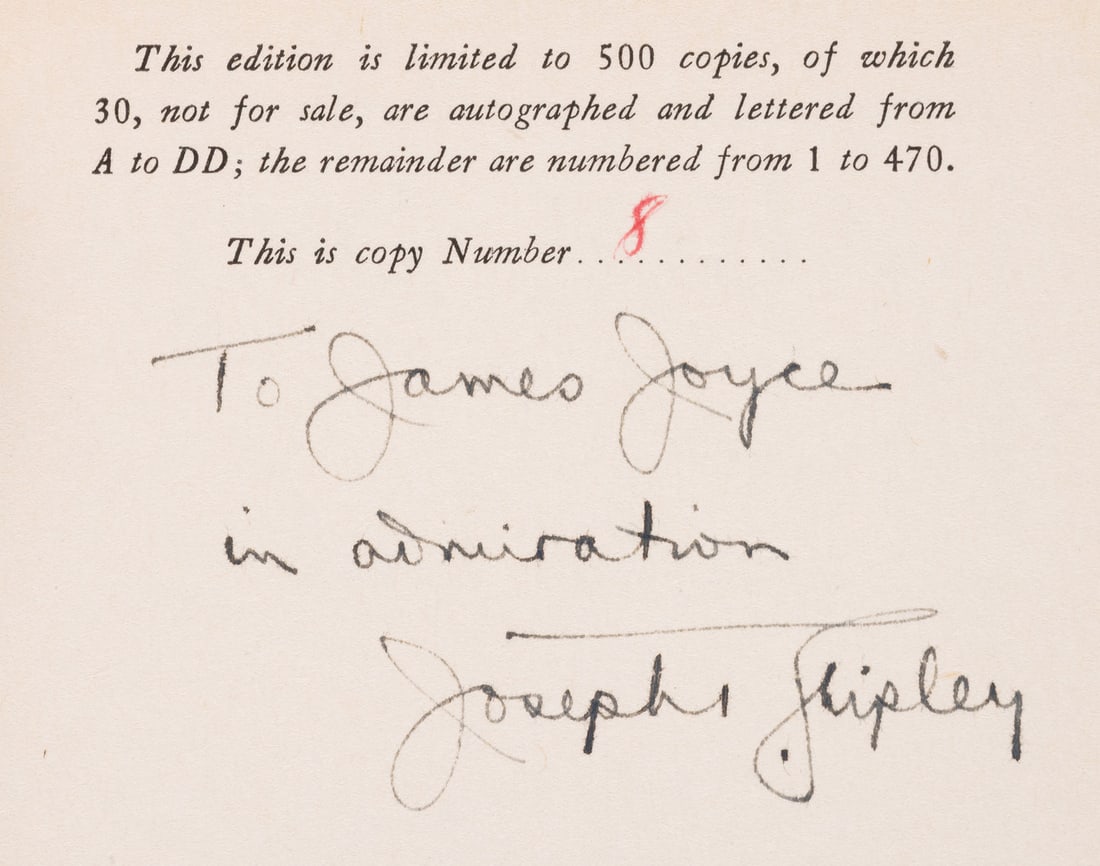 This edition is limited to 500 copies, of which
30, not for sale, are autographed and lettered from
A to DD; the remainder are numbered from 1 to 470.
This is copy Number. . . . . . . . . . . . . 8
To James Joyce
in admiration
Joseph T Shipley